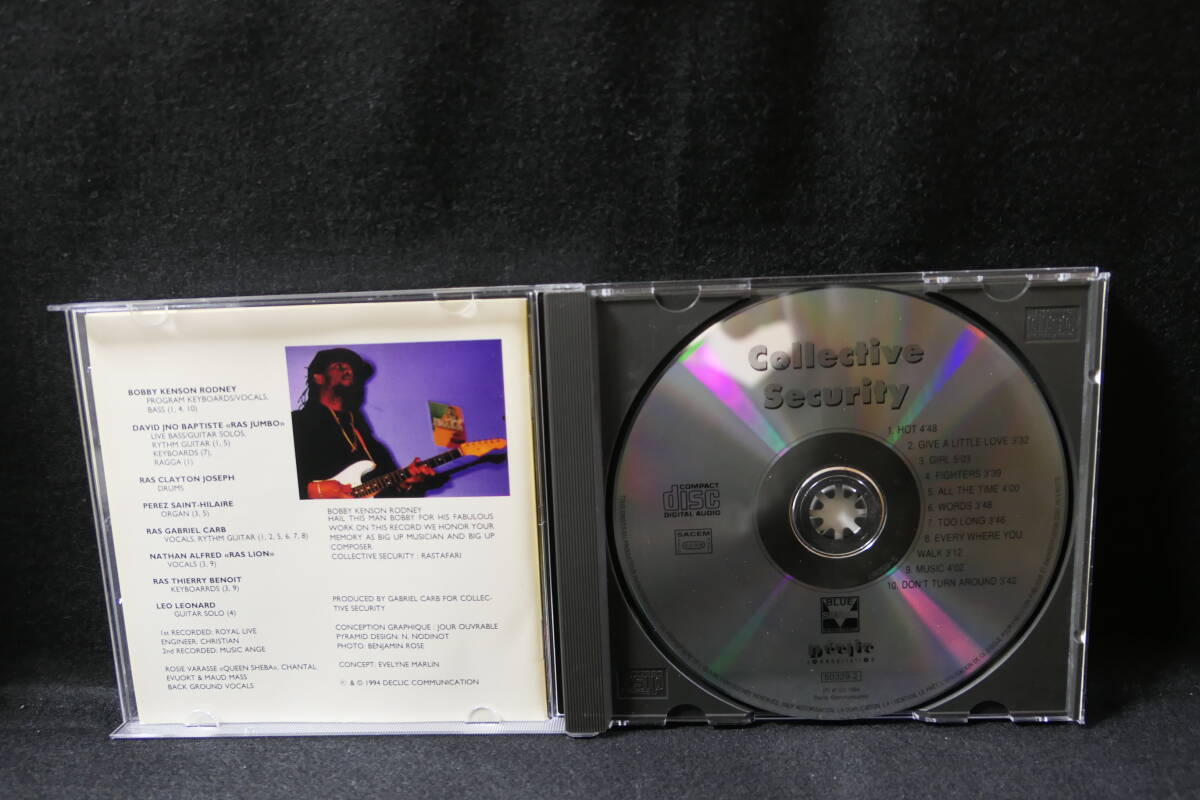 BOBBY KENSON RODNEY
PROGRAM KEYBOARDS/VOCALS,
BASS (1, 4, 10)
DAVID JNO BAPTISTE «RAS JUMBO»
LIVE BASS/GUITAR SOLOS,
RYTHM GUITAR (1, 5)
KEYBOARDS (7),
RAGGA (1)
RAS CLAYTON JOSEPH
DRUMS
PEREZ SAINT-HILAIRE
ORGAN (3, 5)
RAS GABRIEL CARB
VOCALS, RYTHM GUITAR (1, 2, 5, 6, 7, 8)
NATHAN ALFRED «RAS LION»
VOCALS (3, 9)
RAS THIERRY BENOIT
KEYBOARRDS (3, 9)
LEO LEONARD
GUITAR SOLO (4)
1st RECORDED: ROYAL LIVE
ENGINEER: CHRISTIAN
2nd RECORDED: MUSIC ANGE
ROSIE VARASSE «QUEEN SHEBA», CHANTAL
EVUORT & MAUD MASS
BACK GROUND VOCALS
BOBBY KENSON RODNEY
HAIL THIS MAN BOBBY FOR HIS FABULOUS
WORK ON THIS RECORD WE HONOR YOUR
MEMORY AS BIG UP MUSICIAN AND BIG UP
COMPOSER
COLLECTIVE SECURITY : RASTAFARI
PRODUCED BY GABRIEL CARB FOR COLLEC-
TIVE SECURITY
CONCEPTION GRAPHIQUE : JOUR OUVRABLE
PYRAMID DESIGN: N. NODINOT
PHOTO: BENJAMIN ROSE
CONCEPT: EVELYNE MARLIN
℗ & © 1994 DECLIC COMMUNICATION
Collective
Security
1. HOT 4'48
2. GIVE A LITTLE LOVE 3'32
3. GIRL 5'03
4. FIGHTERS 3'39
5. ALL THE TIME 4'00
6. WORDS 3'48
7. TOO LONG 3'46
8. EVERY WHERE YOU
WALK 3'12
9. MUSIC 4'02
10. DON'T TURN AROUND 3'42
COMPACT
disc
DIGITAL AUDIO
SACEM
BLUE
Declic
COMMUNICATION
50329-2